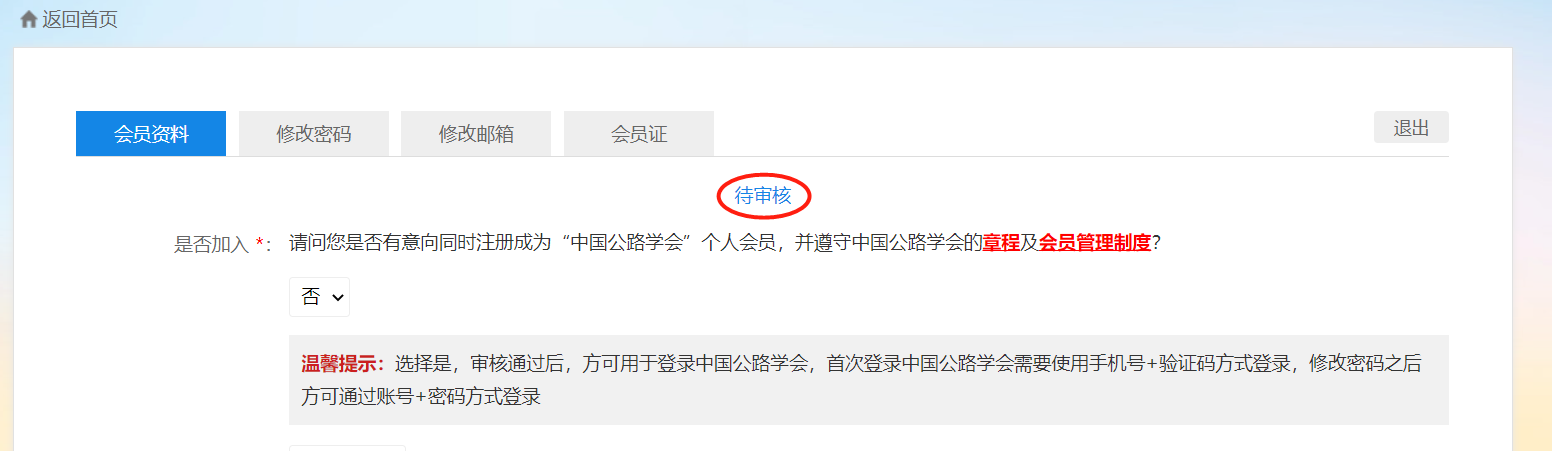 返回首页
会员资料 修改密码 修改邮箱 会员证 退出
待审核
是否加入 *： 请问您是否有意向同时注册成为“中国公路学会”个人会员，并遵守中国公路学会的章程及会员管理制度？
否
温馨提示：选择是，审核通过后，方可用于登录中国公路学会，首次登录中国公路学会需要使用手机号+验证码方式登录，修改密码之后
方可通过账号+密码方式登录